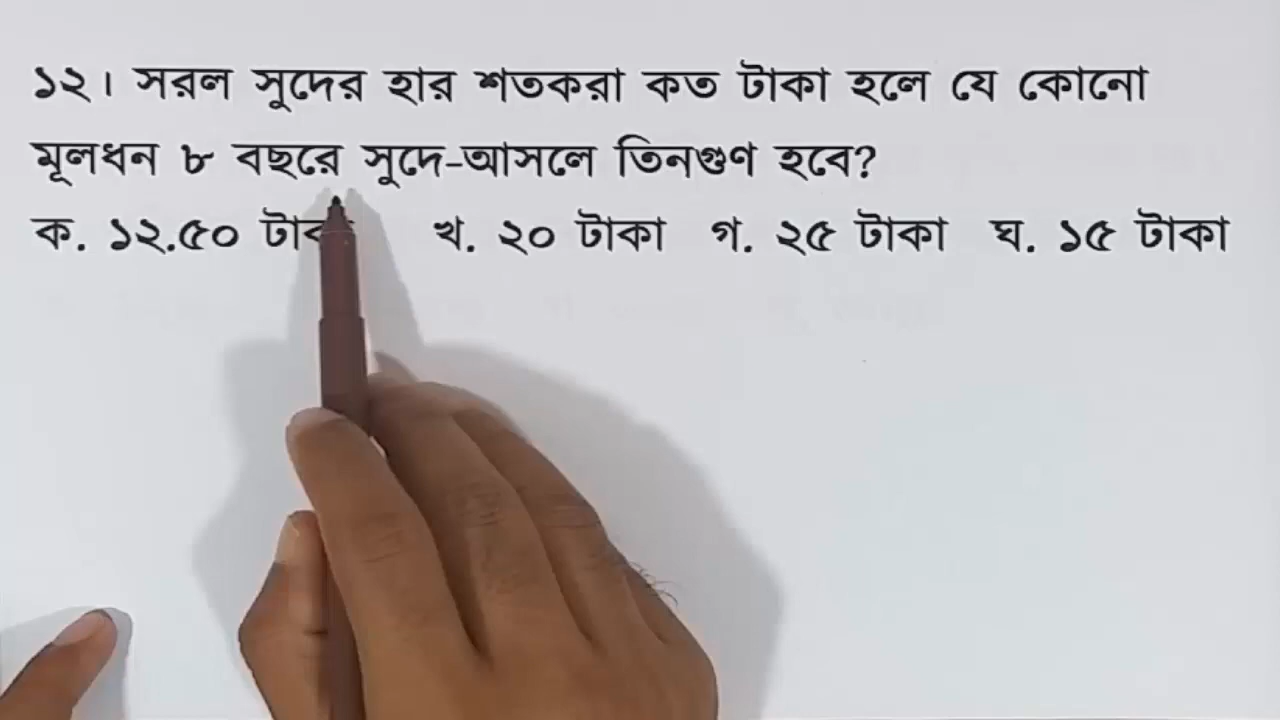 ১২। সরল সুদের হার শতকরা কত টাকা হলে যে কোনো
মূলধন ৮ বছরে সুদে-আসলে তিনগুণ হবে?
ক. ১২.৫০ টাকা খ. ২০ টাকা গ. ২৫ টাকা ঘ. ১৫ টাকা